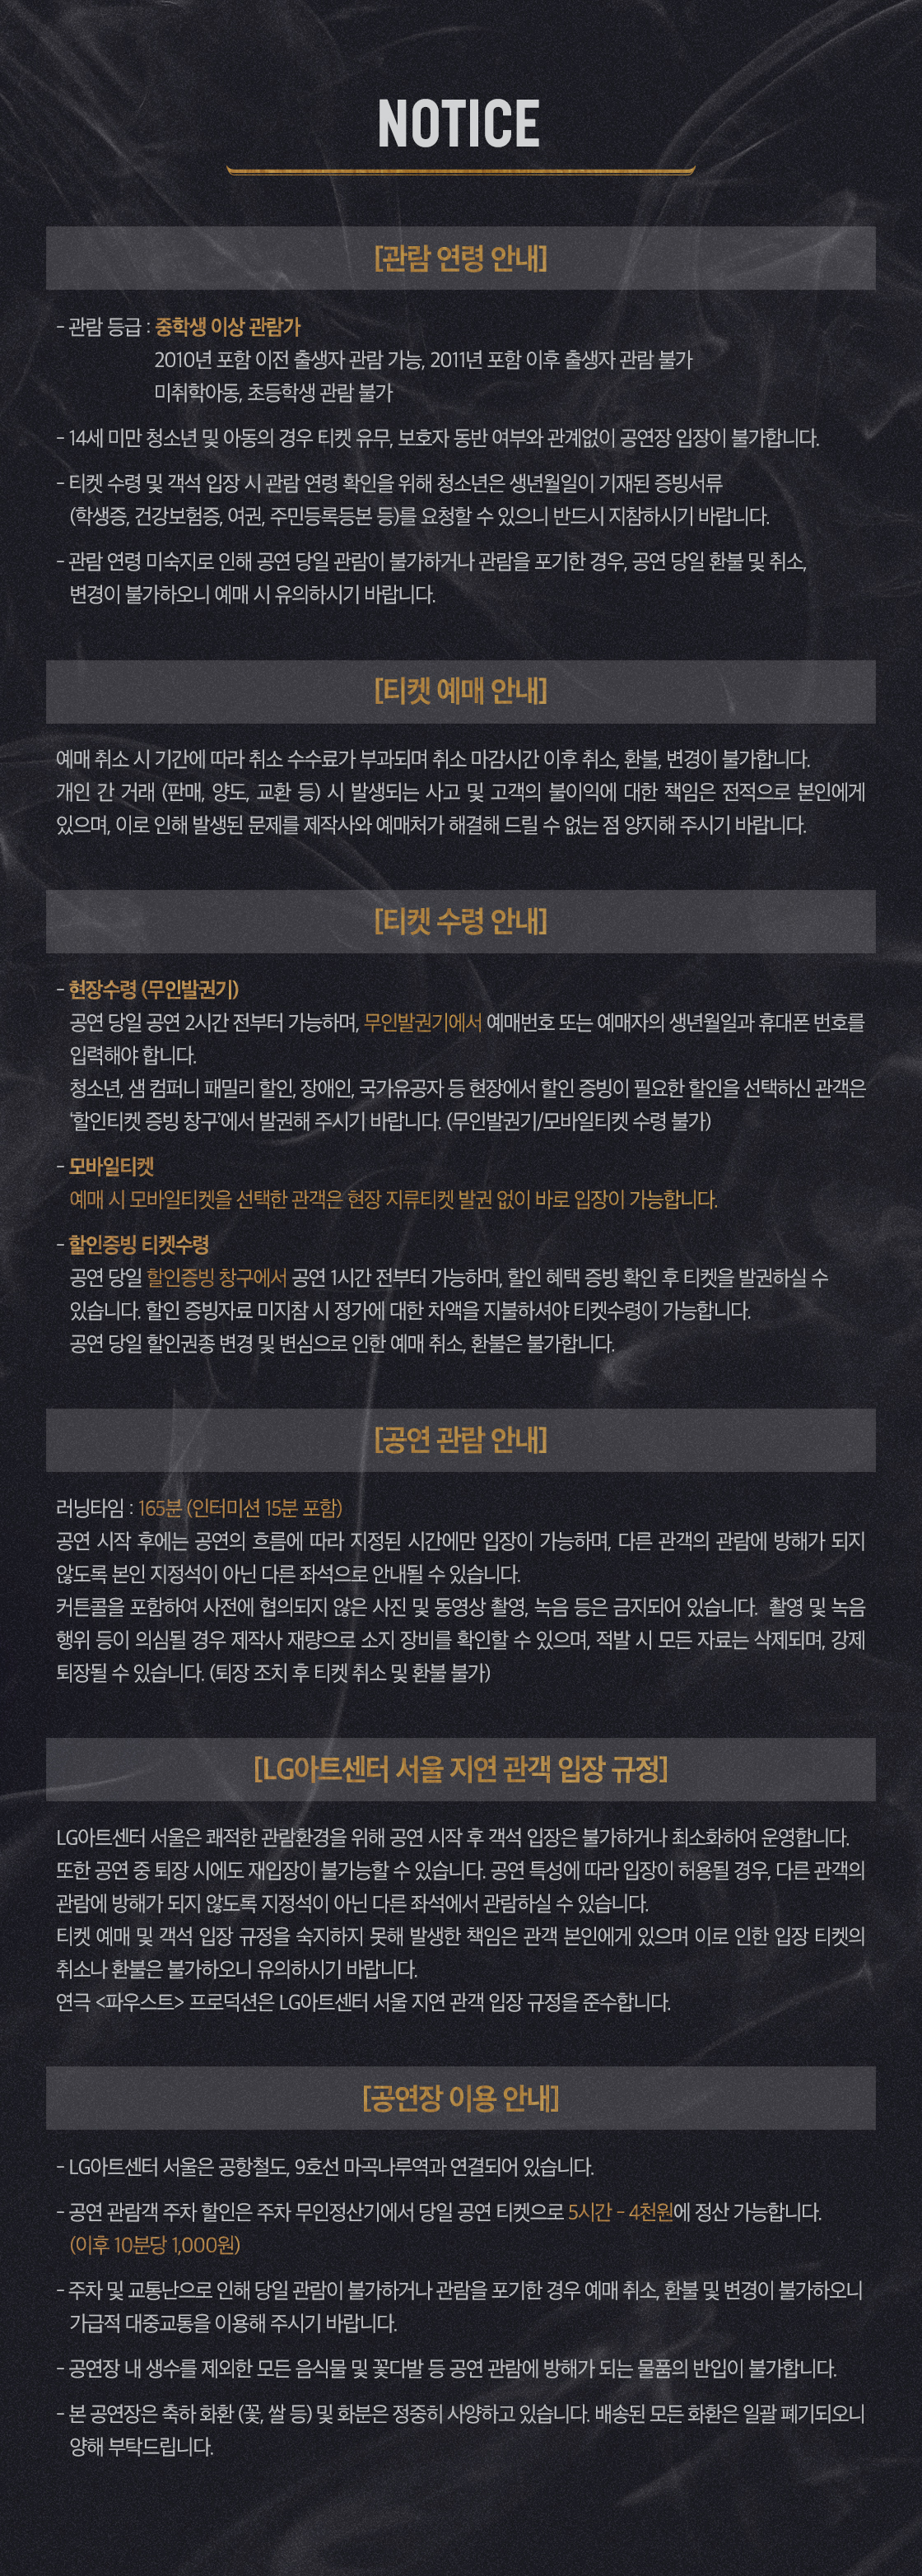 NOTICE
[관람 연령 안내]
- 관람 등급 : 중학생 이상 관람가
2010년 포함 이전 출생자 관람 가능, 2011년 포함 이후 출생자 관람 불가
미취학아동, 초등학생 관람 불가
- 14세 미만 청소년 및 아동의 경우 티켓 유무, 보호자 동반 여부와 관계없이 공연장 입장이 불가합니다.
- 티켓 수령 및 객석 입장 시 관람 연령 확인을 위해 청소년은 생년월일이 기재된 증빙서류
(학생증, 건강보험증, 여권, 주민등록등본 등)를 요청할 수 있으니 반드시 지참하시기 바랍니다.
- 관람 연령 미숙지로 인해 공연 당일 관람이 불가하거나 관람을 포기한 경우, 공연 당일 환불 및 취소,
변경이 불가하오니 예매 시 유의하시기 바랍니다.
[티켓 예매 안내]
예매 취소 시 기간에 따라 취소 수수료가 부과되며 취소 마감시간 이후 취소, 환불, 변경이 불가합니다.
개인 간 거래 (판매, 양도, 교환 등) 시 발생되는 사고 및 고객의 불이익에 대한 책임은 전적으로 본인에게
있으며, 이로 인해 발생된 문제를 제작사와 예매처가 해결해 드릴 수 없는 점 양지해 주시기 바랍니다.
[티켓 수령 안내]
- 현장수령 (무인발권기)
공연 당일 공연 2시간 전부터 가능하며, 무인발권기에서 예매번호 또는 예매자의 생년월일과 휴대폰 번호를
입력해야 합니다.
청소년, 샘 컴퍼니 패밀리 할인, 장애인, 국가유공자 등 현장에서 할인 증빙이 필요한 할인을 선택하신 관객은
'할인티켓 증빙 창구'에서 발권해 주시기 바랍니다. (무인발권기/모바일티켓 수령 불가)
- 모바일티켓
예매 시 모바일티켓을 선택한 관객은 현장 지류티켓 발권 없이 바로 입장이 가능합니다.
- 할인증빙 티켓수령
공연 당일 할인증빙 창구에서 공연 1시간 전부터 가능하며, 할인 혜택 증빙 확인 후 티켓을 발권하실 수
있습니다. 할인 증빙자료 미지참 시 정가에 대한 차액을 지불하셔야 티켓수령이 가능합니다.
공연 당일 할인권종 변경 및 변심으로 인한 예매 취소, 환불은 불가합니다.
[공연 관람 안내]
러닝타임 : 165분 (인터미션 15분 포함)
공연 시작 후에는 공연의 흐름에 따라 지정된 시간에만 입장이 가능하며, 다른 관객의 관람에 방해가 되지
않도록 본인 지정석이 아닌 다른 좌석으로 안내될 수 있습니다.
커튼콜을 포함하여 사전에 협의되지 않은 사진 및 동영상 촬영, 녹음 등은 금지되어 있습니다. 촬영 및 녹음
행위 등이 의심될 경우 제작사 재량으로 소지 장비를 확인할 수 있으며, 적발 시 모든 자료는 삭제되며, 강제
퇴장될 수 있습니다. (퇴장 조치 후 티켓 취소 및 환불 불가)
[LG아트센터 서울 지연 관객 입장 규정]
LG아트센터 서울은 쾌적한 관람환경을 위해 공연 시작 후 객석 입장은 불가하거나 최소화하여 운영합니다.
또한 공연 중 퇴장 시에도 재입장이 불가능할 수 있습니다. 공연 특성에 따라 입장이 허용될 경우, 다른 관객의
관람에 방해가 되지 않도록 지정석이 아닌 다른 좌석에서 관람하실 수 있습니다.
티켓 예매 및 객석 입장 규정을 숙지하지 못해 발생한 책임은 관객 본인에게 있으며 이로 인한 입장 티켓의
취소나 환불은 불가하오니 유의하시기 바랍니다.
연극 <파우스트> 프로덕션은 LG아트센터 서울 지연 관객 입장 규정을 준수합니다.
[공연장 이용 안내]
- LG아트센터 서울은 공항철도, 9호선 마곡나루역과 연결되어 있습니다.
- 공연 관람객 주차 할인은 주차 무인정산기에서 당일 공연 티켓으로 5시간 - 4천원에 정산 가능합니다.
(이후 10분당 1,000원)
- 주차 및 교통난으로 인해 당일 관람이 불가하거나 관람을 포기한 경우 예매 취소, 환불 및 변경이 불가하오니
가급적 대중교통을 이용해 주시기 바랍니다.
- 공연장 내 생수를 제외한 모든 음식물 및 꽃다발 등 공연 관람에 방해가 되는 물품의 반입이 불가합니다.
- 본 공연장은 축하 화환 (꽃, 쌀 등) 및 화분은 정중히 사양하고 있습니다. 배송된 모든 화환은 일괄 폐기되오니
양해 부탁드립니다.